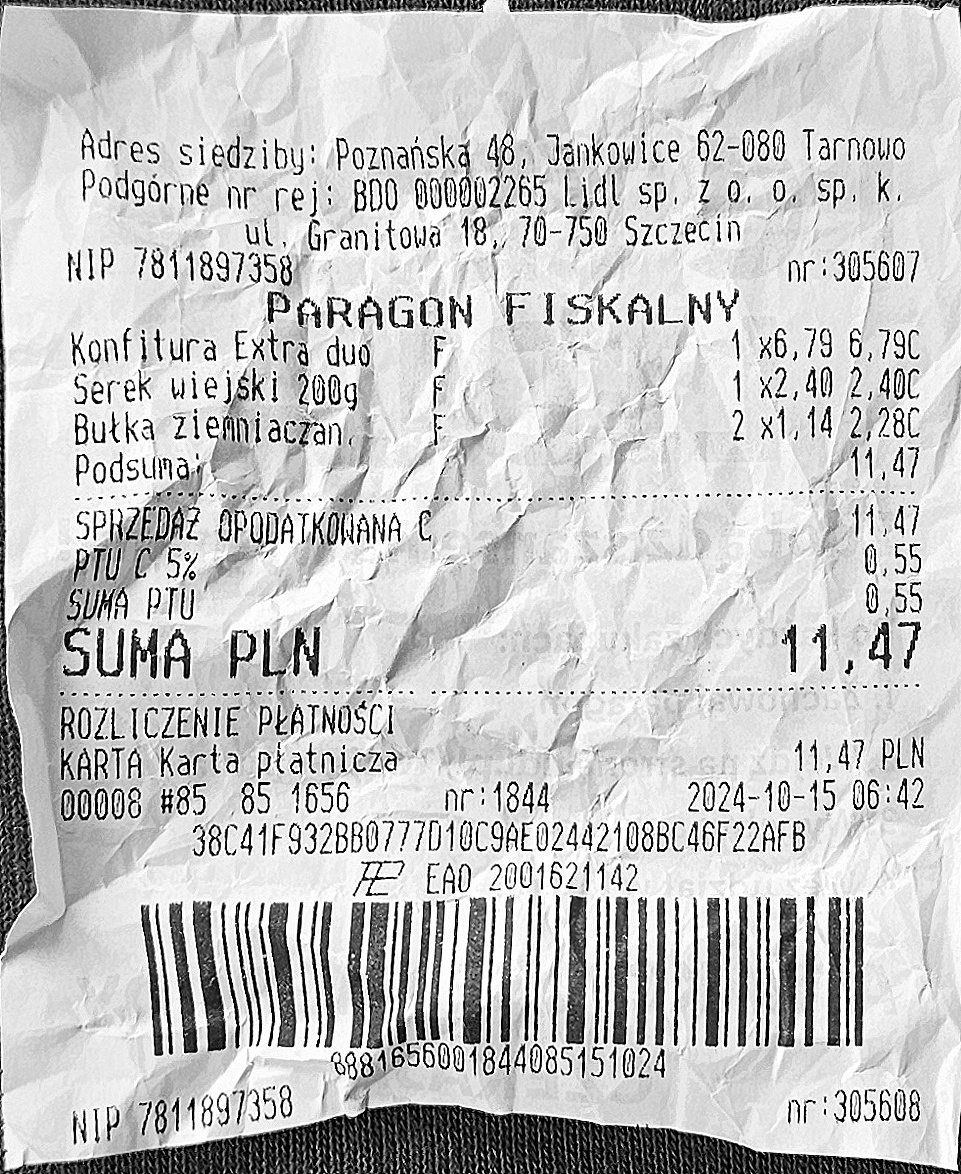 Adres siedziby: Poznańska 48, Jankowice 62-080 Tarnowo
Podgórne nr rej: BDO 000002265 Lidl sp. z o. o. sp. k.
ul. Granitowa 18, 70-750 Szczecin
NIP 7811897358 nr:305607
PARAGON FISKALNY
Konfitura Extra duo F 1 x6,79 6,79C
Serek wiejski 200g F 1 x2,40 2,40C
Bułka ziemniaczan. F 2 x1,14 2,28C
Podsuma: 11,47
SPRZEDAŻ OPODATKOWANA C 11,47
PTU C 5% 0,55
SUMA PTU 0,55
SUMA PLN 11,47
ROZLICZENIE PŁATNOŚCI
KARTA Karta płatnicza 11,47 PLN
00008 #85 85 1656 nr:1844 2024-10-15 06:42
38C41F932BB0777D10C9AE02442108BC46F22AFB
EAD 2001621142
8881656001844085151024
NIP 7811897358 nr:305608